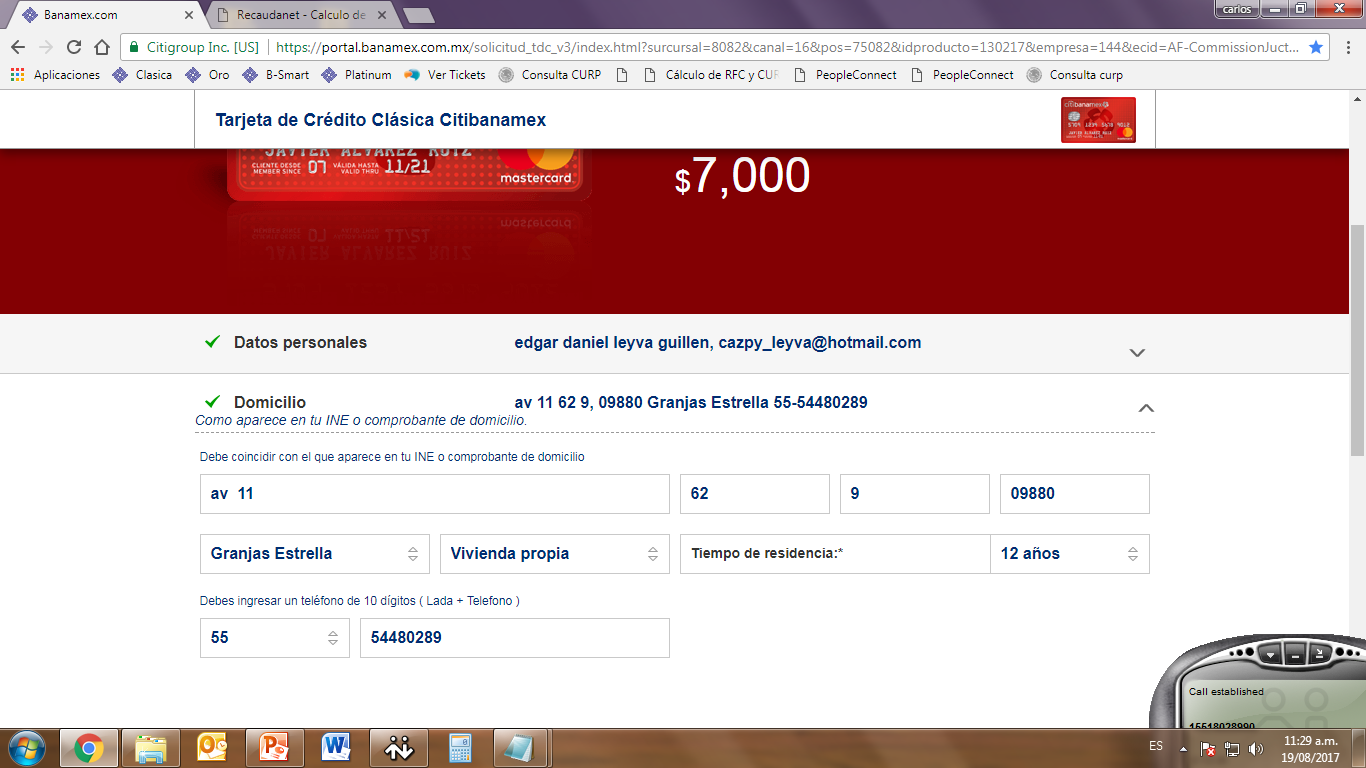 Banamex.com
Recaudanet - Calculo de
carlos
Citigroup Inc. [US]
https://portal.banamex.com.mx/solicitud_tdc_v3/index.html?surcursal=8082&canal=16&pos=75082&idproducto=130217&empresa=144&ecid=AF-CommissionJuct...
Aplicaciones
Clasica
Oro
B-Smart
Platinum
Ver Tickets
Consulta CURP
Cálculo de RFC y CUR
PeopleConnect
PeopleConnect
Consulta curp
Tarjeta de Crédito Clásica Citibanamex
citibanamex
JAVIER ALVAREZ RUIZ
CLIENTE DESDE
MEMBER SINCE
07
VÁLIDA HASTA
VALID THRU
11/21
mastercard
$7,000
Datos personales
edgar daniel leyva guillen, cazpy_leyva@hotmail.com
Domicilio
av 11 62 9, 09880 Granjas Estrella 55-54480289
Como aparece en tu INE o comprobante de domicilio.
Debe coincidir con el que aparece en tu INE o comprobante de domicilio
av 11
62
9
09880
Granjas Estrella
Vivienda propia
Tiempo de residencia:*
12 años
Debes ingresar un teléfono de 10 dígitos ( Lada + Telefono )
55
54480289
Call established
15518028990
ES
11:29 a.m.
19/08/2017